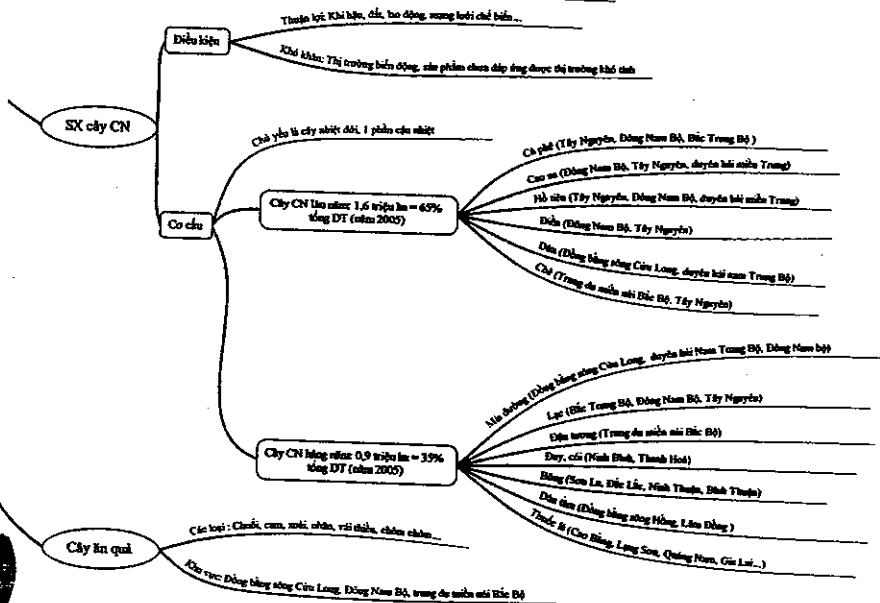 SX cây CN
Điều kiện
Thuận lợi: Khí hậu, đất, lao động, mạng lưới chế biến...
Khó khăn: Thị trường biến động, sản phẩm chưa đáp ứng được thị trường khó tính
Cơ cấu
Chủ yếu là cây nhiệt đới, 1 phần cận nhiệt
Cây CN lâu năm: 1,6 triệu ha = 65%
tổng DT (năm 2005)
Cà phê (Tây Nguyên, Đông Nam Bộ, Bắc Trung Bộ )
Cao su (Đông Nam Bộ, Tây Nguyên, duyên hải miền Trung)
Hồ tiêu (Tây Nguyên, Đông Nam Bộ, duyên hải miền Trung)
Điều (Đông Nam Bộ, Tây Nguyên)
Dừa (Đồng bằng sông Cửu Long, duyên hải nam Trung Bộ)
Chè (Trung du miền núi Bắc Bộ, Tây Nguyên)
Cây CN hàng năm: 0,9 triệu ha = 35%
tổng DT (năm 2005)
Mía đường (Đồng bằng sông Cửu Long, duyên hải Nam Trung Bộ, Đông Nam bộ)
Lạc (Bắc Trung Bộ, Đông Nam Bộ, Tây Nguyên)
Đậu tương (Trung du miền núi Bắc Bộ)
Đay, cói (Ninh Bình, Thanh Hoá)
Bông (Sơn La, Đắc Lắc, Ninh Thuận, Bình Thuận)
Dâu tằm (Đồng bằng sông Hồng, Lâm Đồng )
Thuốc lá (Cao Bằng, Lạng Sơn, Quảng Nam, Gia Lai...)
Cây ăn quả
Các loại : Chuối, cam, xoài, nhãn, vải thiều, chôm chôm...
Khu vực: Đồng bằng sông Cửu Long, Đông Nam Bộ, trung du miền núi Bắc Bộ